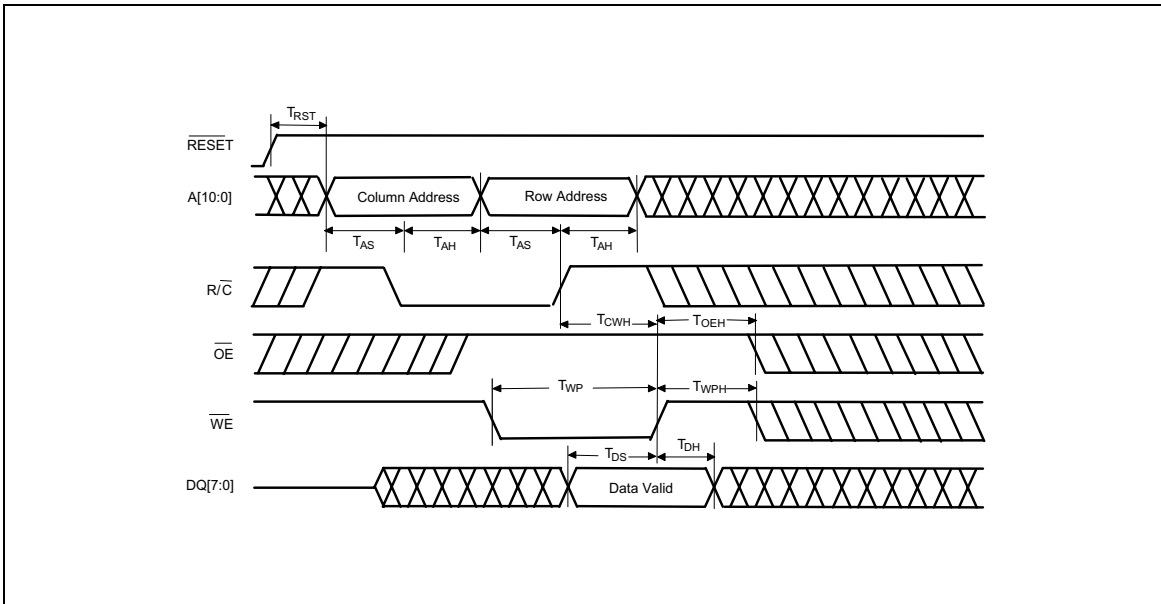 TRST
RESET
A[10:0]
Column Address
Row Address
TAS
TAH
TAS
TAH
R/C
TCWH
TOEH
OE
TWP
TWPH
WE
TDS
TDH
DQ[7:0]
Data Valid